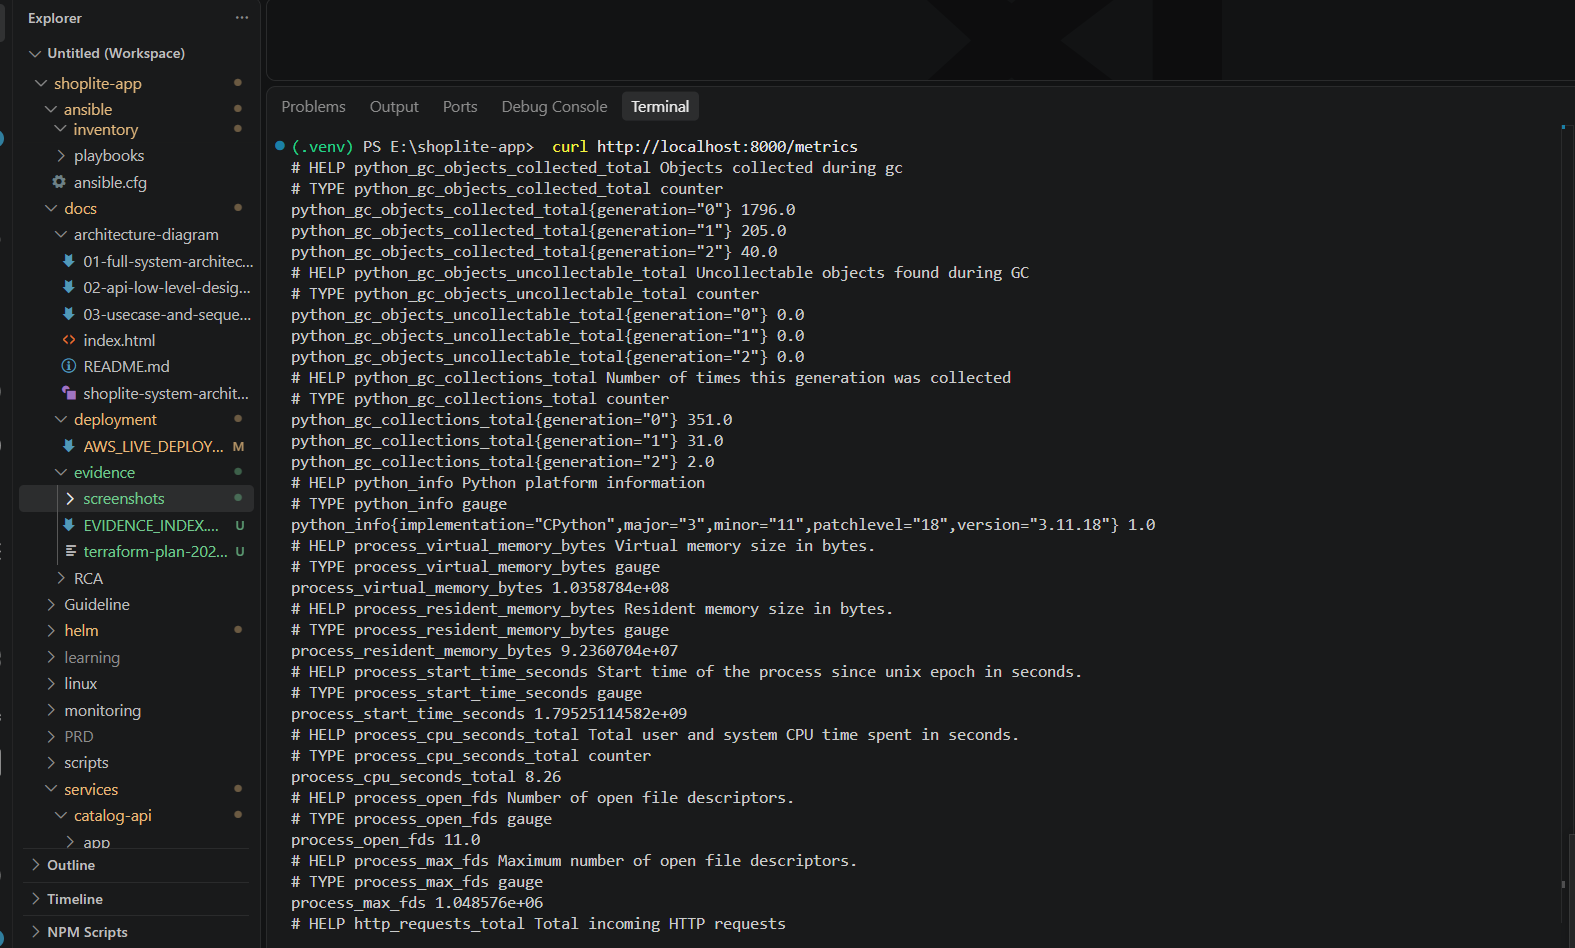 Explorer
Untitled (Workspace)
shoplite-app
ansible
inventory
playbooks
ansible.cfg
docs
architecture-diagram
01-full-system-architec...
02-api-low-level-desig...
03-usecase-and-seque...
index.html
README.md
shoplite-system-archit...
deployment
AWS_LIVE_DEPLOY... M
evidence
screenshots
EVIDENCE_INDEX.... U
terraform-plan-202... U
RCA
Guideline
helm
learning
linux
monitoring
PRD
scripts
services
catalog-api
app
Outline
Timeline
NPM Scripts
Problems Output Ports Debug Console Terminal
(.venv) PS E:\shoplite-app> curl http://localhost:8000/metrics
# HELP python_gc_objects_collected_total Objects collected during gc
# TYPE python_gc_objects_collected_total counter
python_gc_objects_collected_total{generation="0"} 1796.0
python_gc_objects_collected_total{generation="1"} 205.0
python_gc_objects_collected_total{generation="2"} 40.0
# HELP python_gc_objects_uncollectable_total Uncollectable objects found during GC
# TYPE python_gc_objects_uncollectable_total counter
python_gc_objects_uncollectable_total{generation="0"} 0.0
python_gc_objects_uncollectable_total{generation="1"} 0.0
python_gc_objects_uncollectable_total{generation="2"} 0.0
# HELP python_gc_collections_total Number of times this generation was collected
# TYPE python_gc_collections_total counter
python_gc_collections_total{generation="0"} 351.0
python_gc_collections_total{generation="1"} 31.0
python_gc_collections_total{generation="2"} 2.0
# HELP python_info Python platform information
# TYPE python_info gauge
python_info{implementation="CPython",major="3",minor="11",patchlevel="18",version="3.11.18"} 1.0
# HELP process_virtual_memory_bytes Virtual memory size in bytes.
# TYPE process_virtual_memory_bytes gauge
process_virtual_memory_bytes 1.0358784e+08
# HELP process_resident_memory_bytes Resident memory size in bytes.
# TYPE process_resident_memory_bytes gauge
process_resident_memory_bytes 9.2360704e+07
# HELP process_start_time_seconds Start time of the process since unix epoch in seconds.
# TYPE process_start_time_seconds gauge
process_start_time_seconds 1.79525114582e+09
# HELP process_cpu_seconds_total Total user and system CPU time spent in seconds.
# TYPE process_cpu_seconds_total counter
process_cpu_seconds_total 8.26
# HELP process_open_fds Number of open file descriptors.
# TYPE process_open_fds gauge
process_open_fds 11.0
# HELP process_max_fds Maximum number of open file descriptors.
# TYPE process_max_fds gauge
process_max_fds 1.048576e+06
# HELP http_requests_total Total incoming HTTP requests